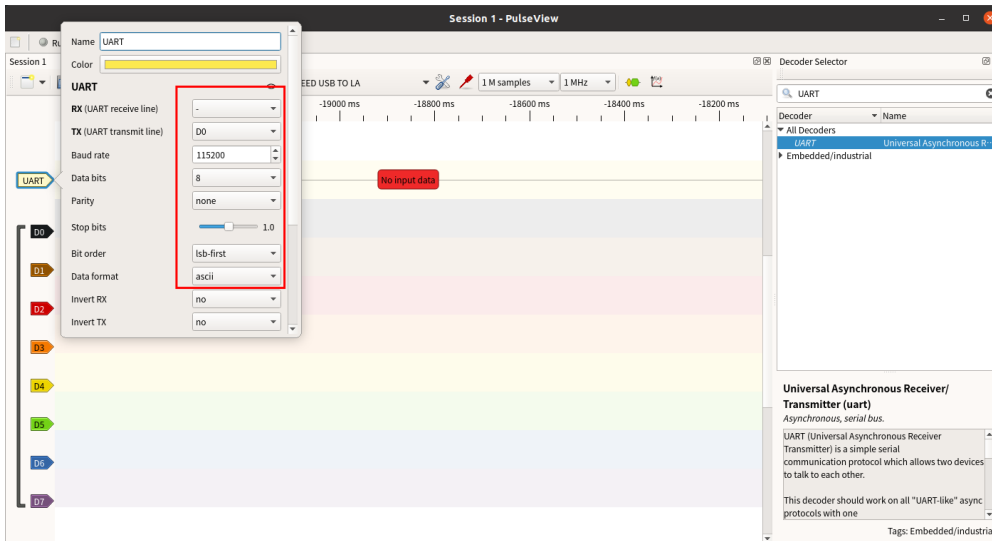 Session 1 - PulseView
Ru
Session 1
EED USB TO LA
1 M samples
1 MHz
-19000 ms
-18800 ms
-18600 ms
-18400 ms
-18200 ms
Name
UART
Color
UART
RX (UART receive line)
-
TX (UART transmit line)
D0
Baud rate
115200
Data bits
8
Parity
none
Stop bits
1.0
Bit order
lsb-first
Data format
ascii
Invert RX
no
Invert TX
no
UART
No input data
D0
D1
D2
D3
D4
D5
D6
D7
Decoder Selector
UART
Decoder
Name
All Decoders
UART
Universal Asynchronous R...
Embedded/industrial
Universal Asynchronous Receiver/
Transmitter (uart)
Asynchronous, serial bus.
UART (Universal Asynchronous Receiver
Transmitter) is a simple serial
communication protocol which allows two devices
to talk to each other.
This decoder should work on all "UART-like" async
protocols with one
Tags: Embedded/industria